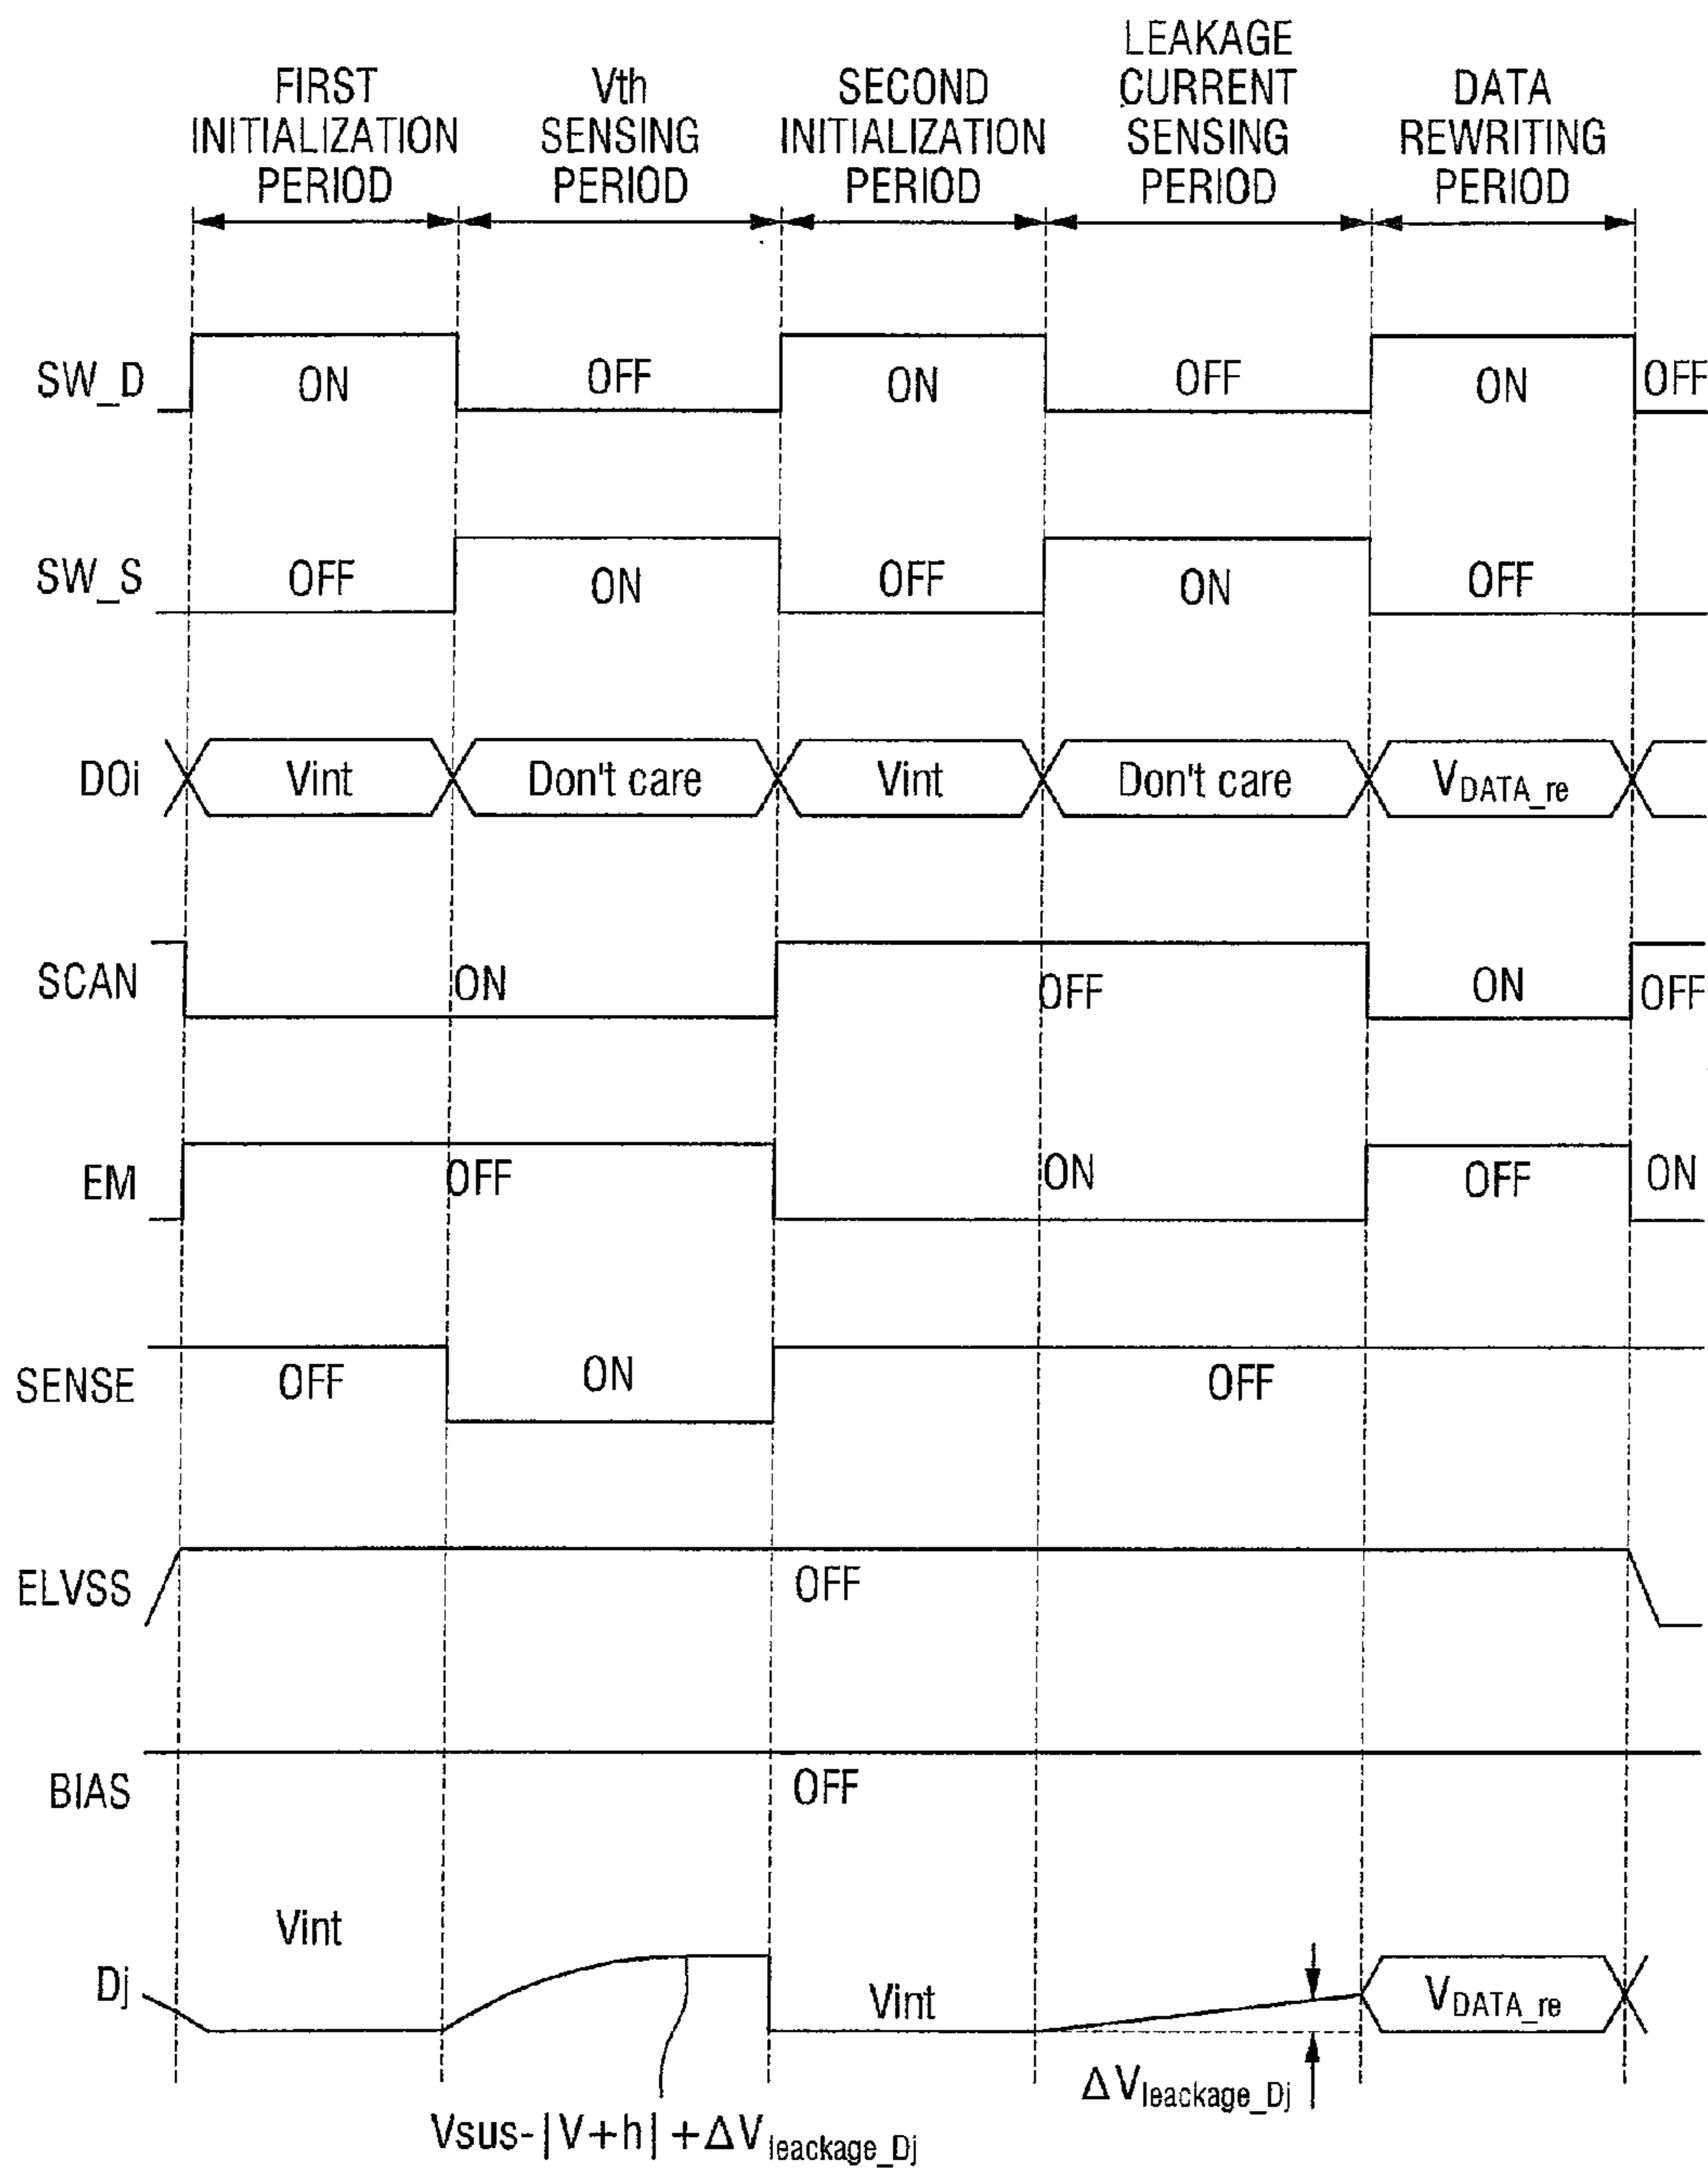 FIRST
INITIALIZATION
PERIOD
Vth
SENSING
PERIOD
SECOND
INITIALIZATION
PERIOD
LEAKAGE
CURRENT
SENSING
PERIOD
DATA
REWRITING
PERIOD
SW_D ON OFF ON OFF ON OFF
SW_S OFF ON OFF ON OFF
DOi Vint Don't care Vint Don't care VDATA_re
SCAN ON OFF ON OFF
EM OFF ON OFF ON
SENSE OFF ON OFF
ELVSS OFF
BIAS OFF
Dj Vint Vint VDATA_re
ΔVleackage_Dj
Vsus-|V+h|+ΔVleackage_Dj